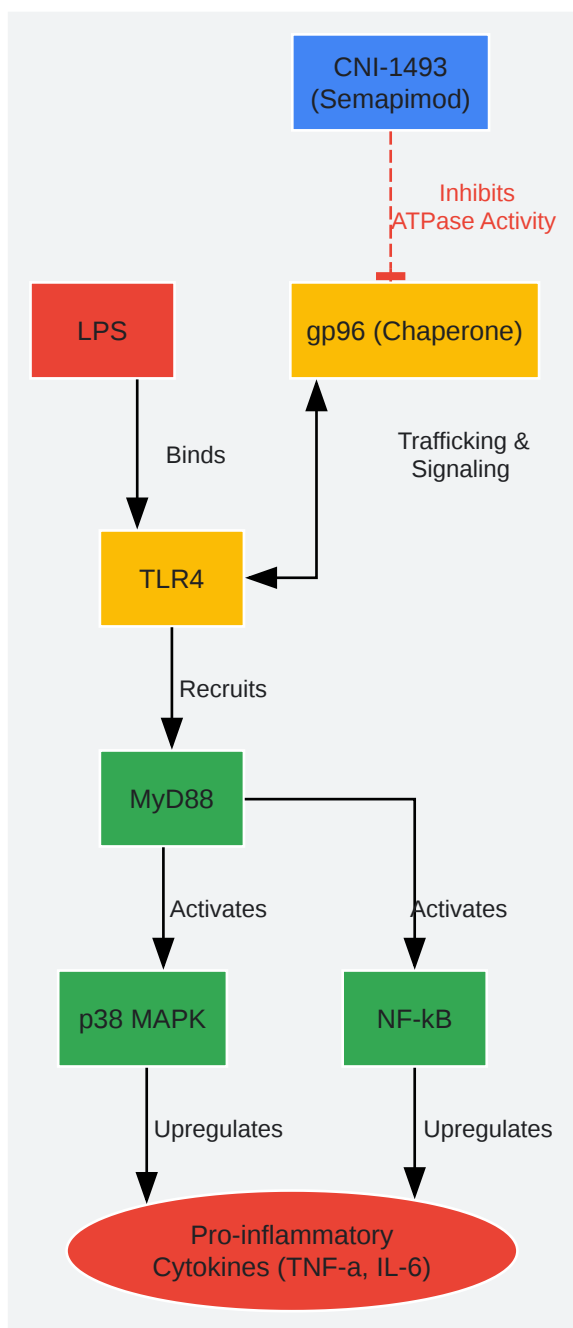 CNI-1493
(Semapimod)
Inhibits
ATPase Activity
LPS
gp96 (Chaperone)
Binds
Trafficking &
Signaling
TLR4
Recruits
MyD88
Activates
Activates
p38 MAPK
NF-kB
Upregulates
Upregulates
Pro-inflammatory
Cytokines (TNF-a, IL-6)